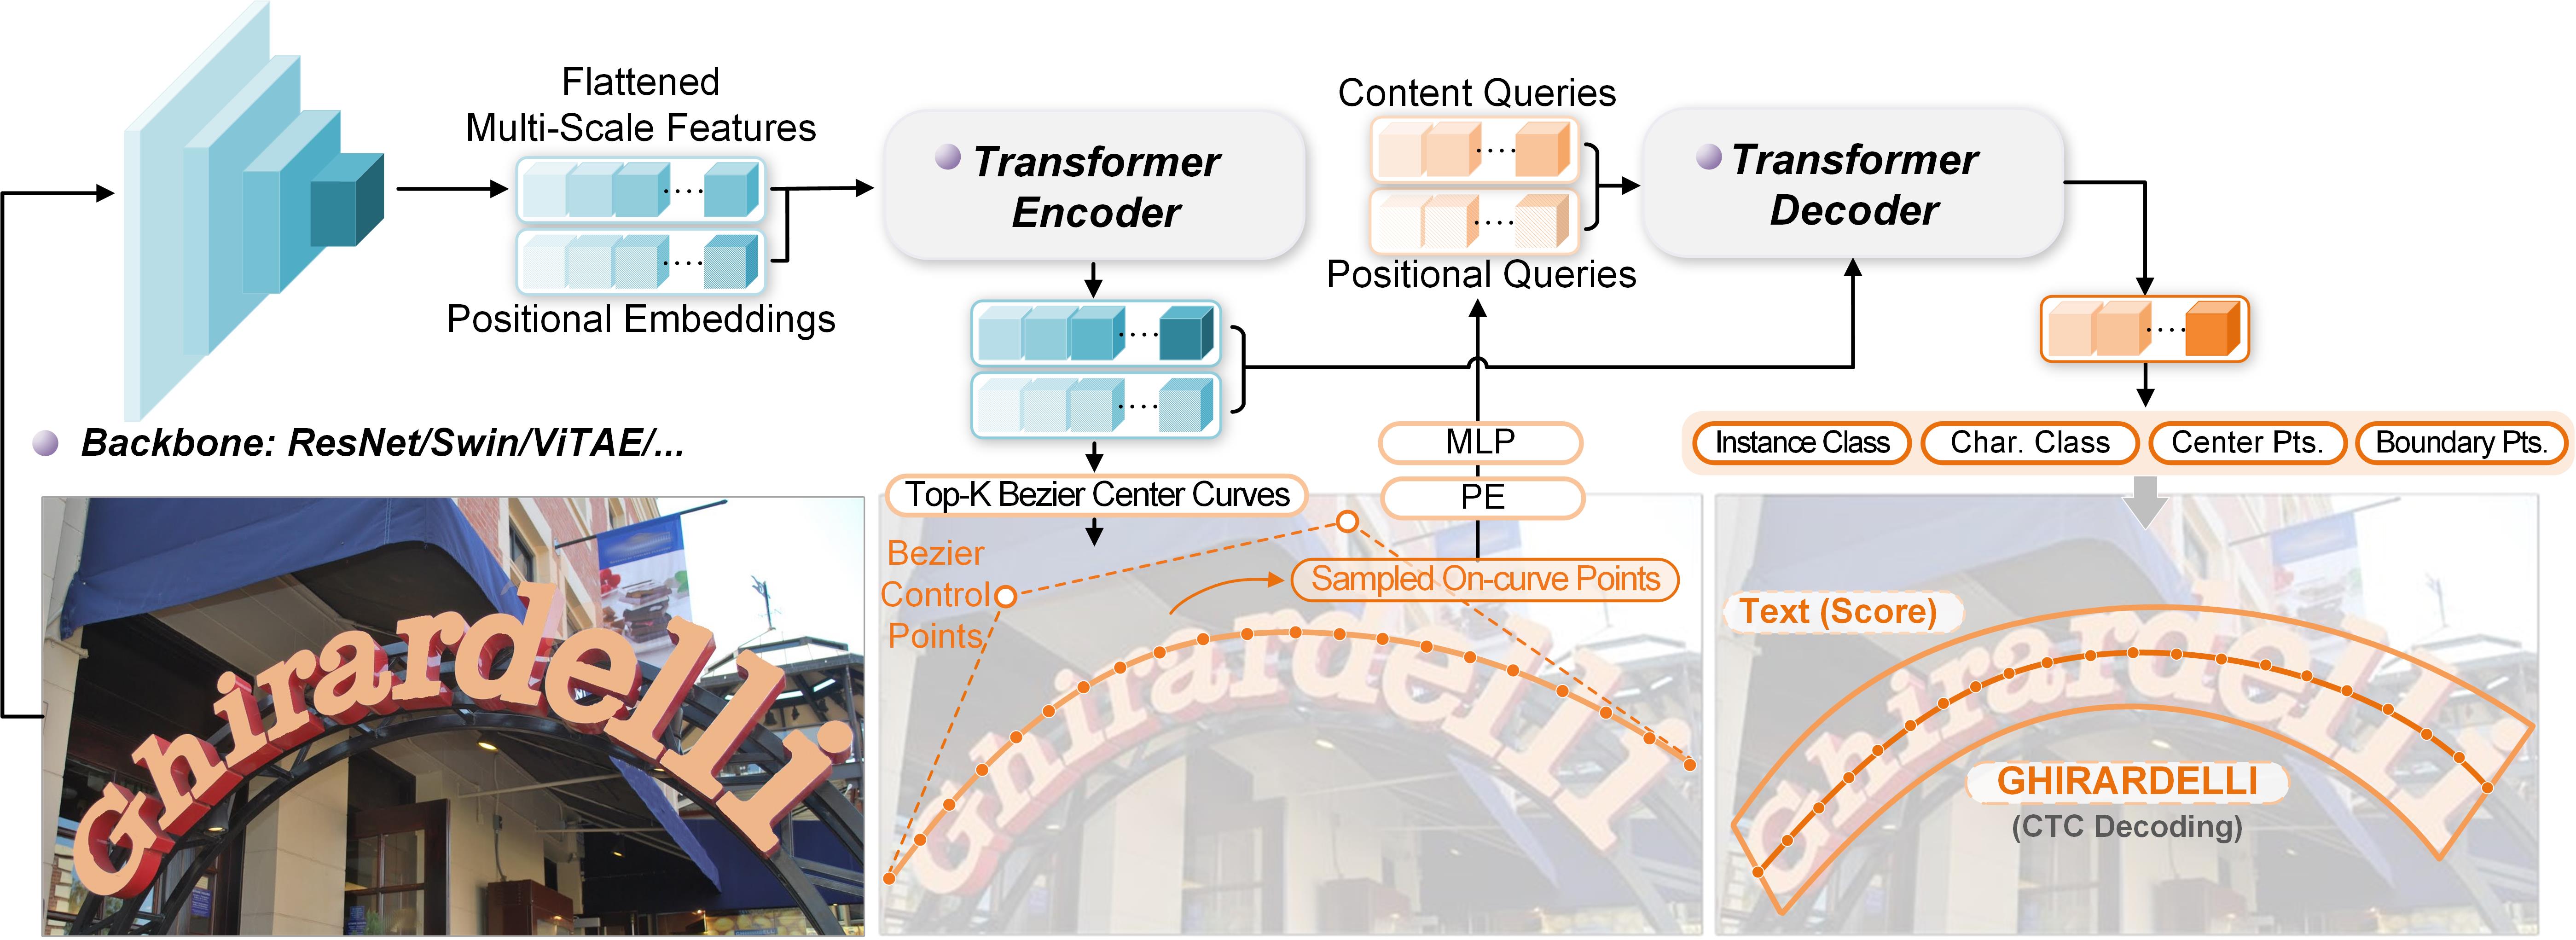 Flattened
Multi-Scale Features
Positional Embeddings
Backbone: ResNet/Swin/ViTAE/...
Transformer
Encoder
Content Queries
Positional Queries
Transformer
Decoder
MLP
PE
Top-K Bezier Center Curves
Bezier
Control
Points
Sampled On-curve Points
Instance Class
Char. Class
Center Pts.
Boundary Pts.
Text (Score)
GHIRARDELLI
(CTC Decoding)
Ghirardelli
Ghirardelli
Ghirardelli